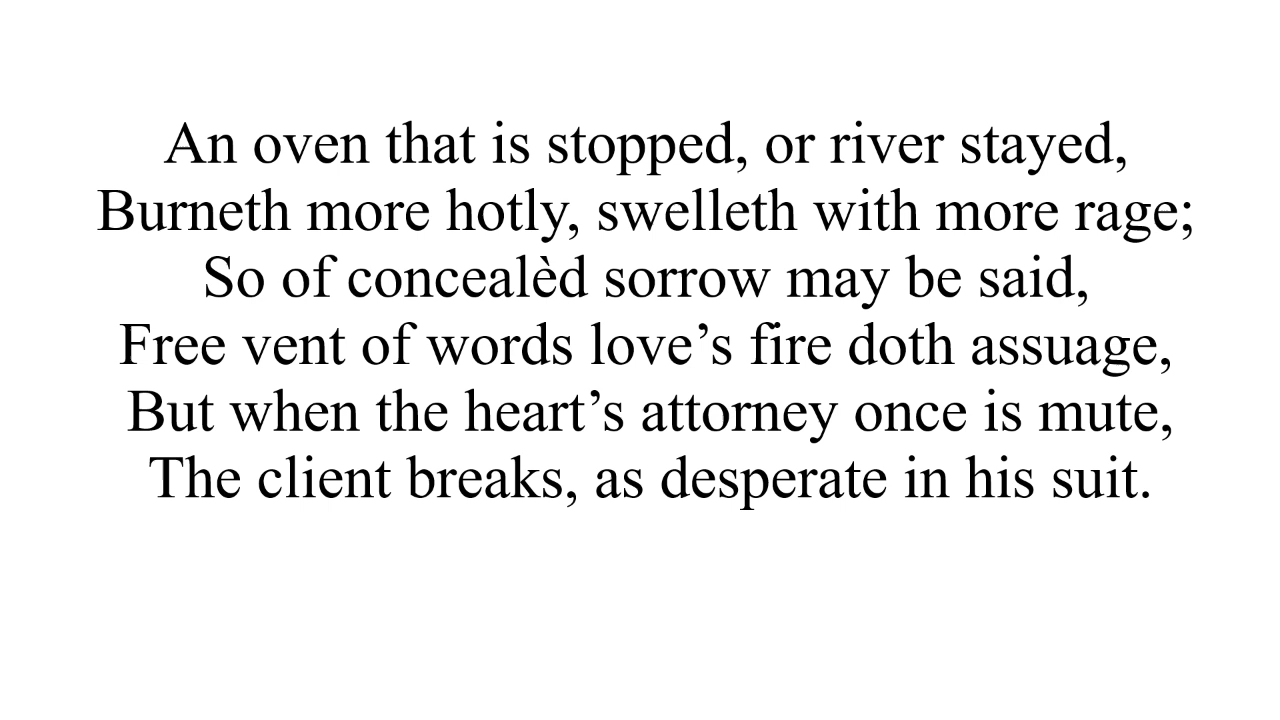 An oven that is stopped, or river stayed,
Burneth more hotly, swelleth with more rage;
So of concealèd sorrow may be said,
Free vent of words love’s fire doth assuage,
But when the heart’s attorney once is mute,
The client breaks, as desperate in his suit.